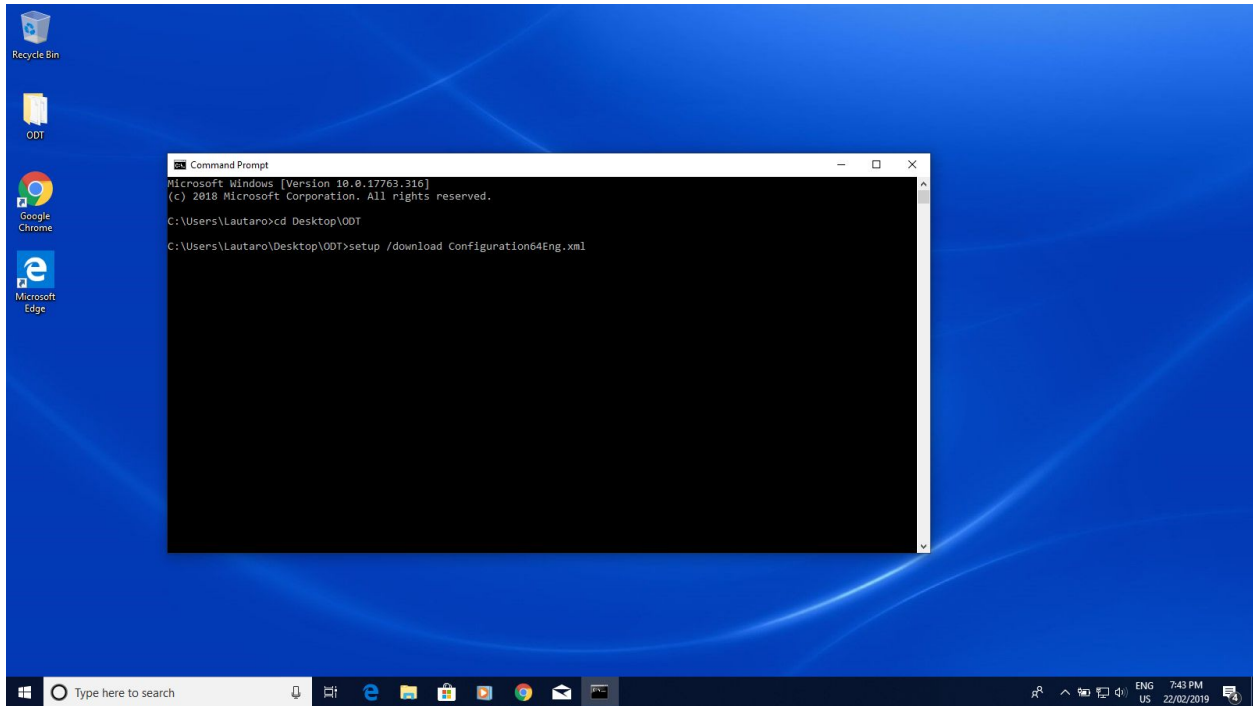 Recycle Bin
ODT
Google
Chrome
Microsoft
Edge
Command Prompt
Microsoft Windows [Version 10.0.17763.316]
(c) 2018 Microsoft Corporation. All rights reserved.
C:\Users\Lautaro>cd Desktop\ODT
C:\Users\Lautaro\Desktop\ODT>setup /download Configuration64Eng.xml
Type here to search
ENG
US
7:43 PM
22/02/2019
4